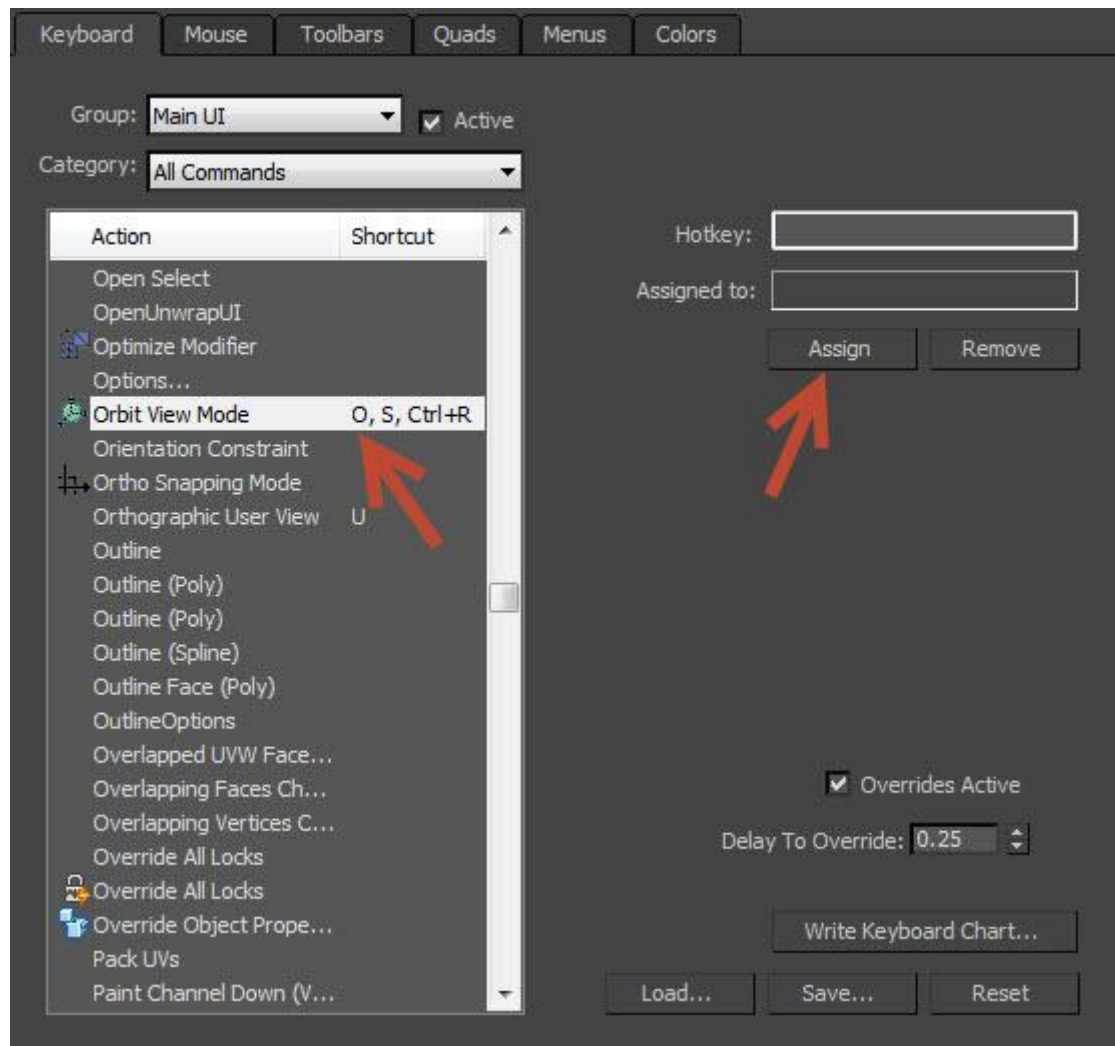 Keyboard Mouse Toolbars Quads Menus Colors
Group: Main UI Active
Category: All Commands
Action Shortcut
Open Select
OpenUnwrapUI
Optimize Modifier
Options...
Orbit View Mode O, S, Ctrl+R
Orientation Constraint
Ortho Snapping Mode
Orthographic User View U
Outline
Outline (Poly)
Outline (Poly)
Outline (Spline)
Outline Face (Poly)
OutlineOptions
Overlapped UVW Face...
Overlapping Faces Ch...
Overlapping Vertices C...
Override All Locks
Override All Locks
Override Object Prope...
Pack UVs
Paint Channel Down (V...
Hotkey:
Assigned to:
Assign Remove
Overrides Active
Delay To Override: 0.25
Write Keyboard Chart...
Load... Save... Reset